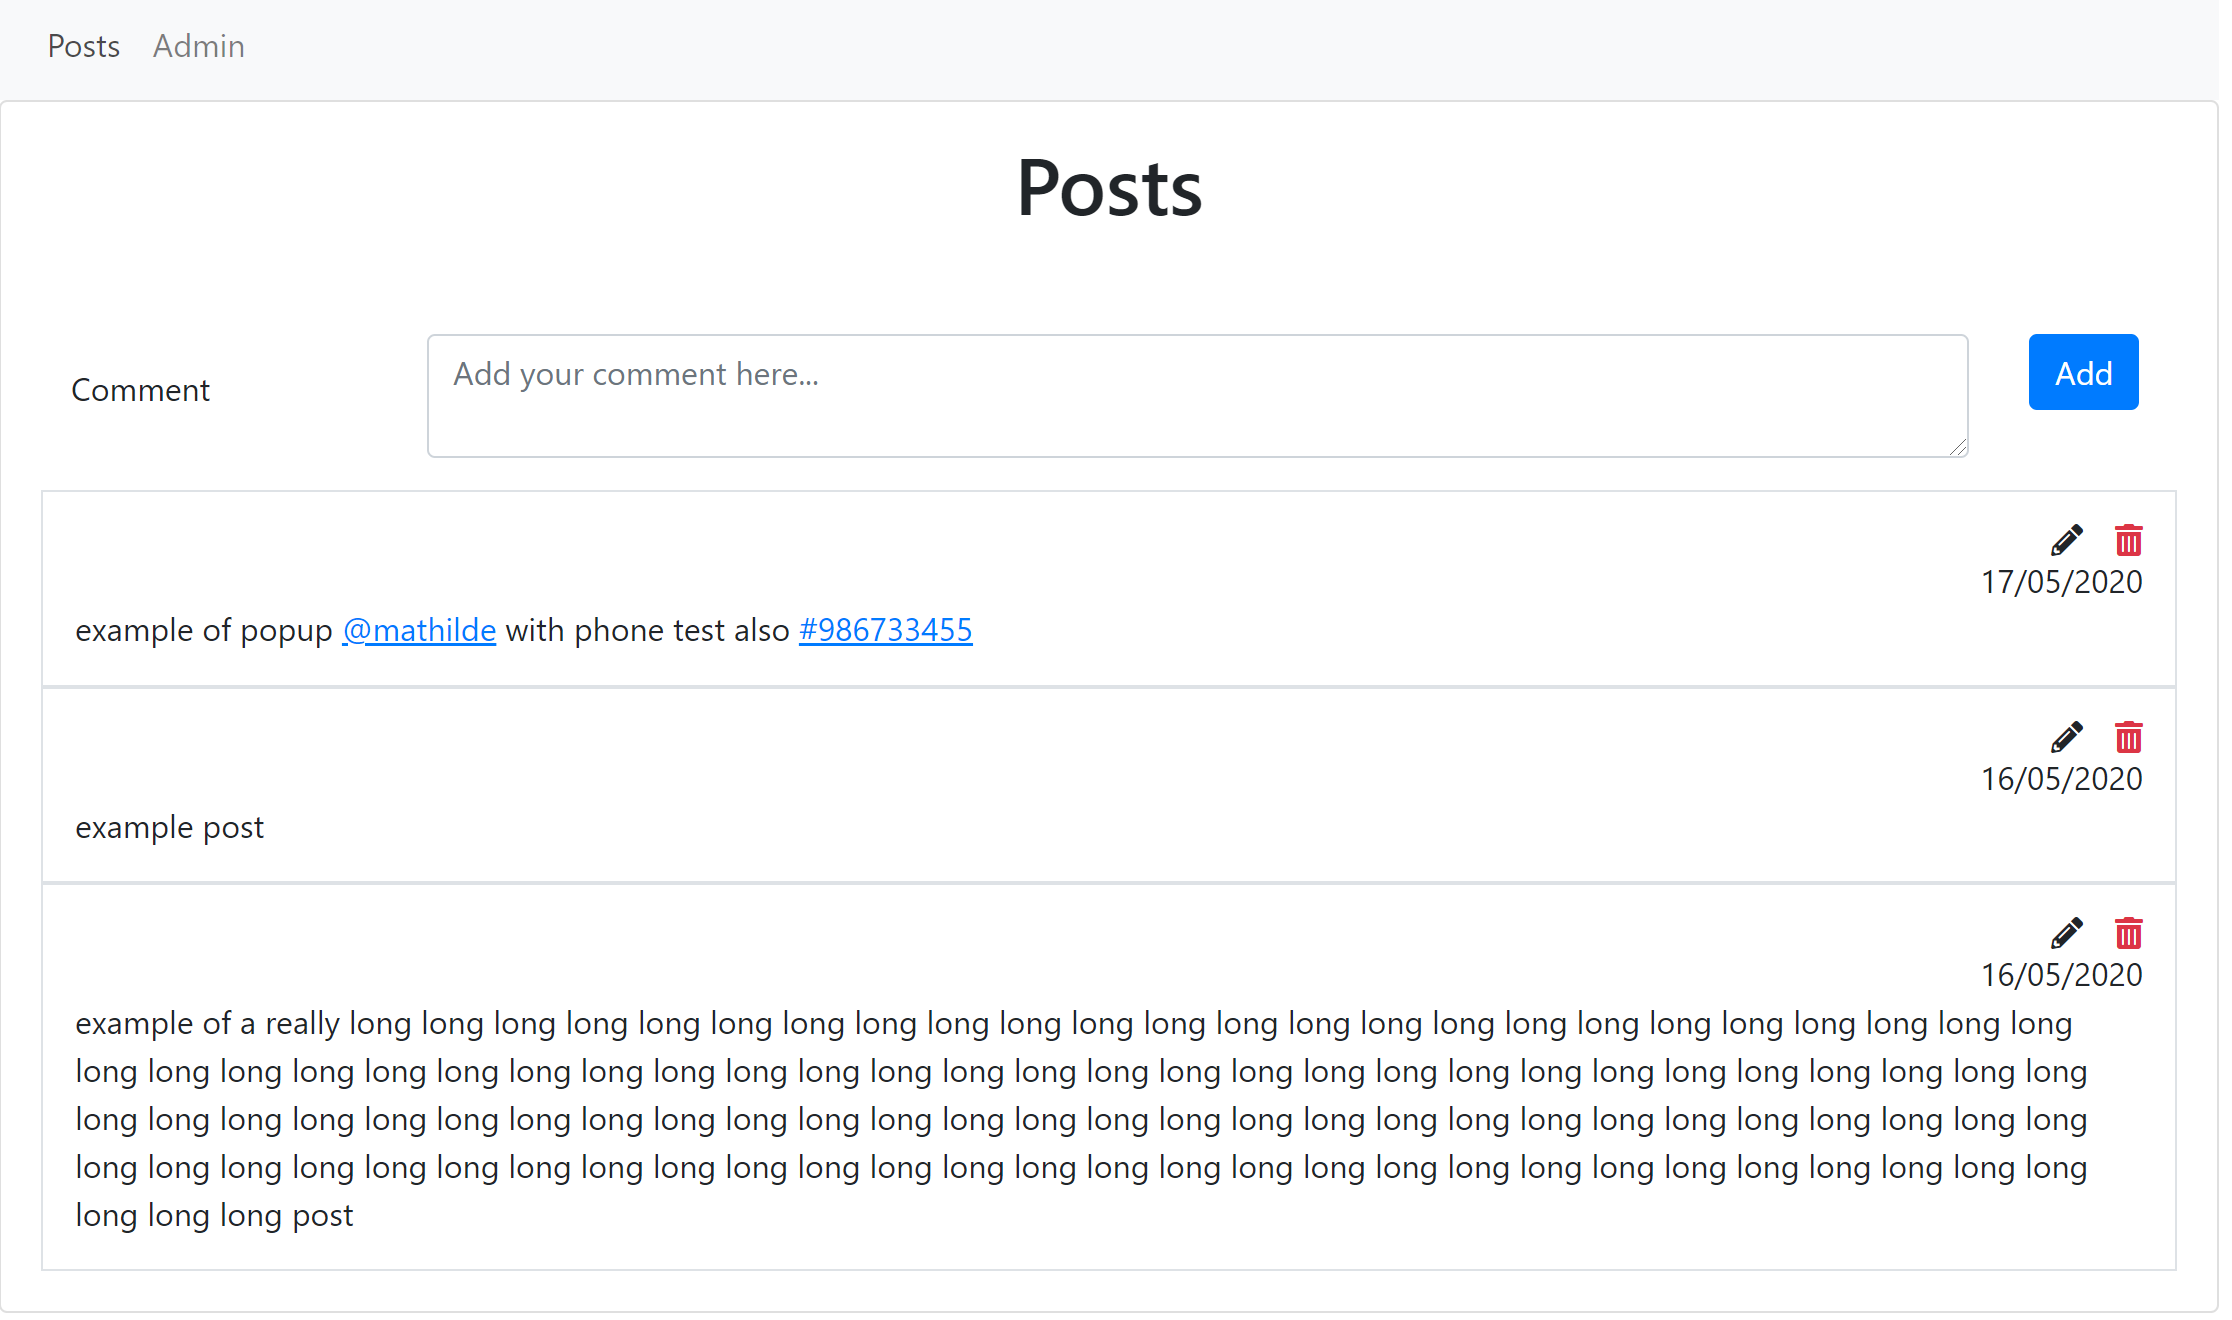 Posts Admin
Posts
Comment
Add your comment here...
Add
17/05/2020
example of popup @mathilde with phone test also #986733455
16/05/2020
example post
16/05/2020
example of a really long long long long long long long long long long long long long long long long long long long long long long long long
long long long long long long long long long long long long long long long long long long long long long long long long long long long long
long long long long long long long long long long long long long long long long long long long long long long long long long long long long
long long long long long long long long long long long long long long long long long long long long long long long long long long long long
long long long post